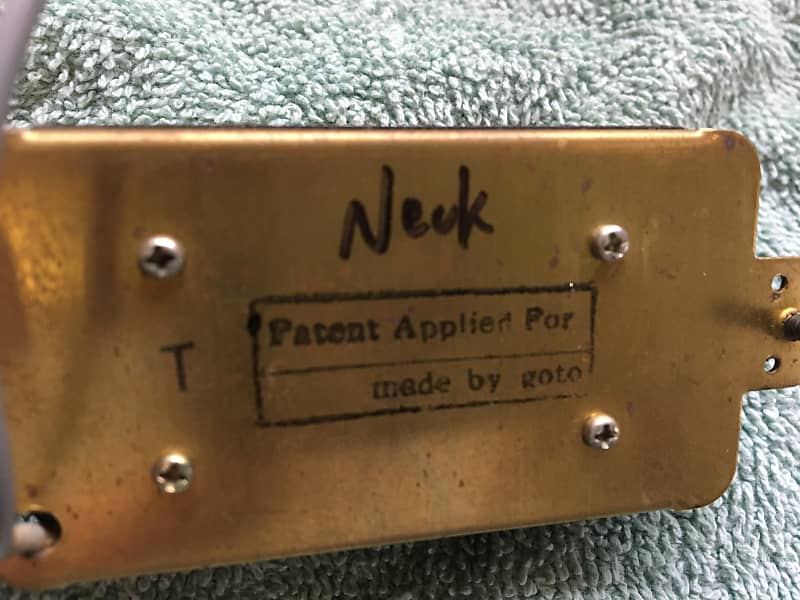 Neck
Patent Applied For
T
made by goto